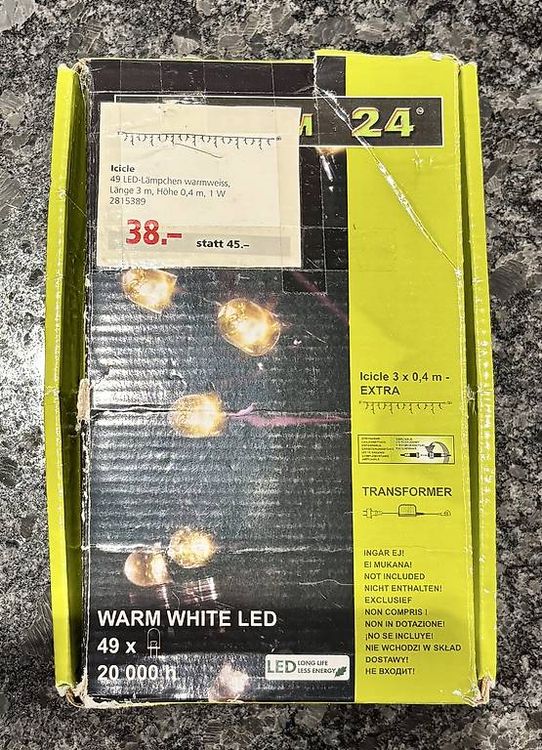 24
Icicle
49 LED-Lämpchen warmweiss,
Länge 3 m, Höhe 0,4 m, 1 W
2815389
38.–
statt 45.–
Icicle 3 x 0,4 m -
EXTRA
TRANSFORMER
INGÅR EJ!
EI MUKANA!
NOT INCLUDED
NICHT ENTHALTEN!
EXCLUSIEF
NON COMPRIS !
NON IN DOTAZIONE!
¡NO SE INCLUYE!
NIE WCHODZI W SKŁAD
DOSTAWY!
НЕ ВХОДИТ!
WARM WHITE LED
49 x
20 000 h
LED LONG LIFE
LESS ENERGY